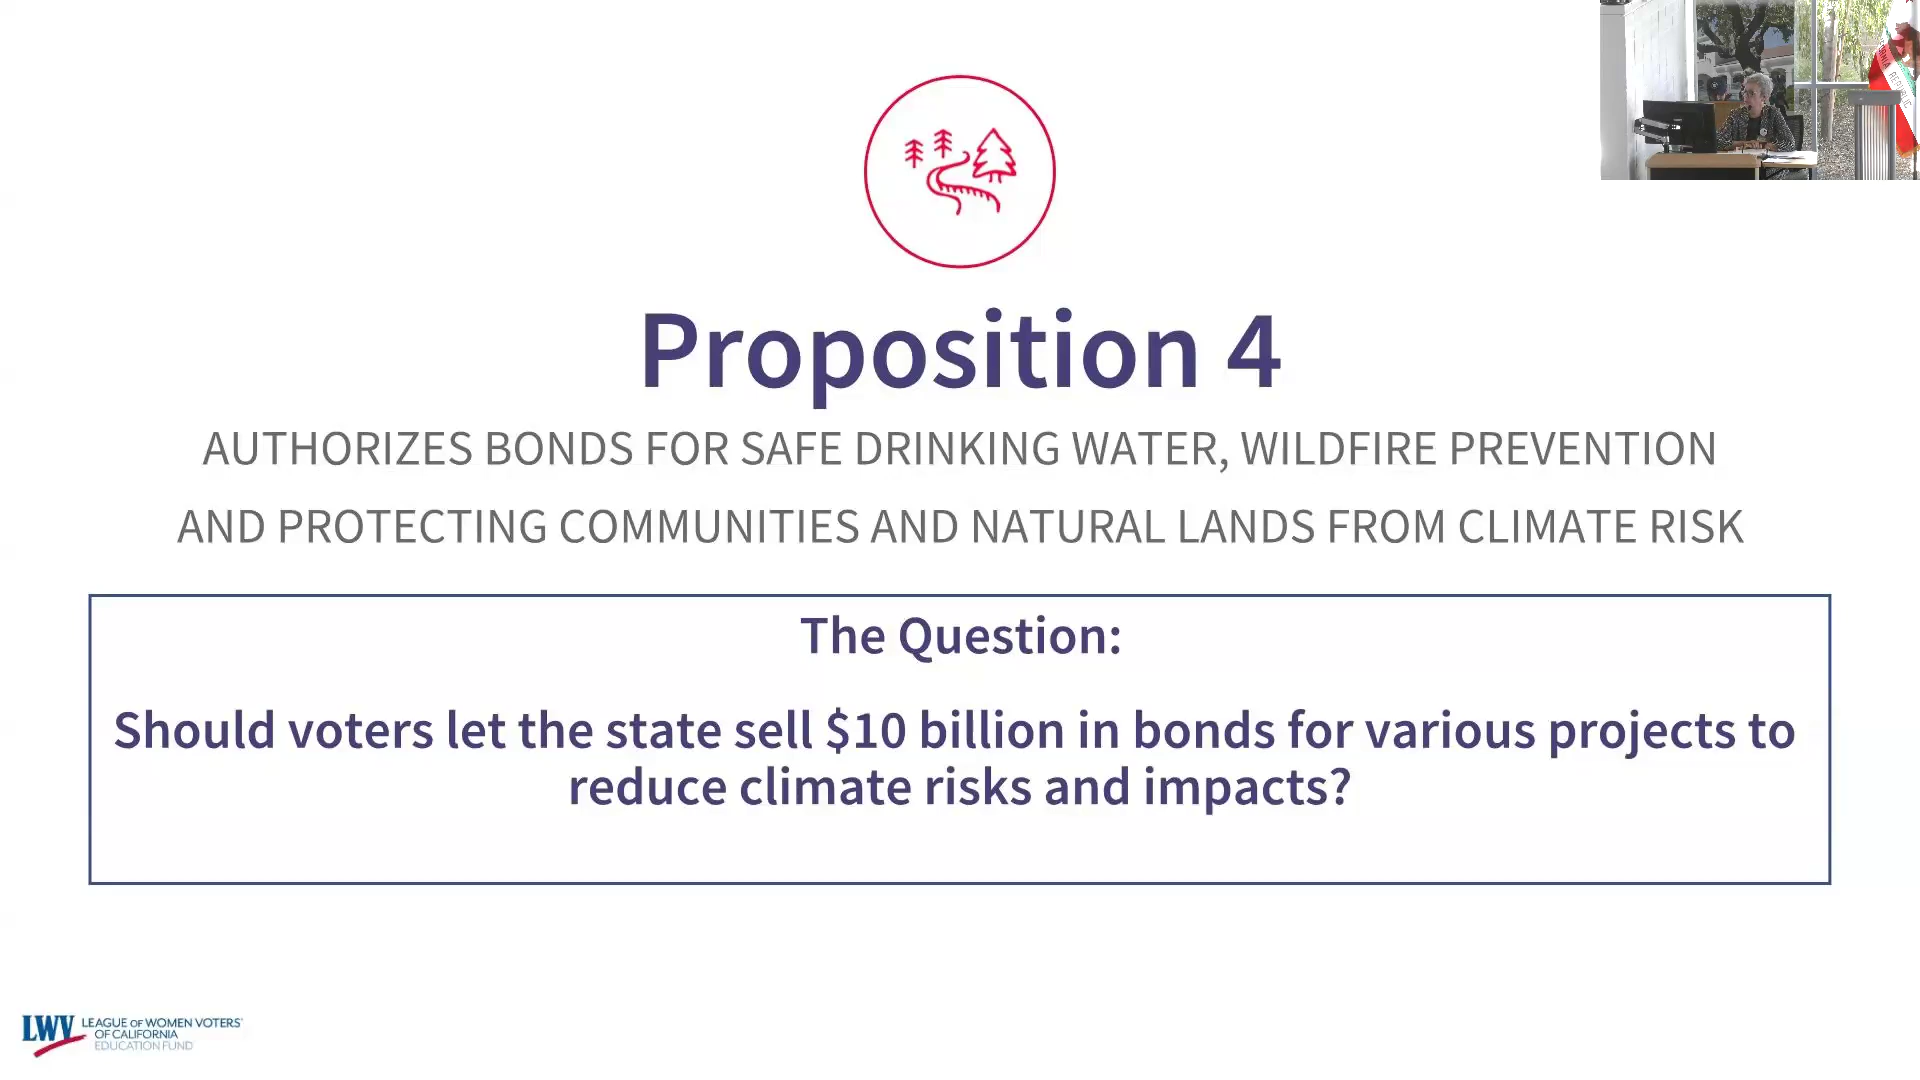 Proposition 4
AUTHORIZES BONDS FOR SAFE DRINKING WATER, WILDFIRE PREVENTION
AND PROTECTING COMMUNITIES AND NATURAL LANDS FROM CLIMATE RISK
The Question:
Should voters let the state sell $10 billion in bonds for various projects to
reduce climate risks and impacts?
LWV LEAGUE OF WOMEN VOTERS®
OF CALIFORNIA
EDUCATION FUND
REPUBLIC